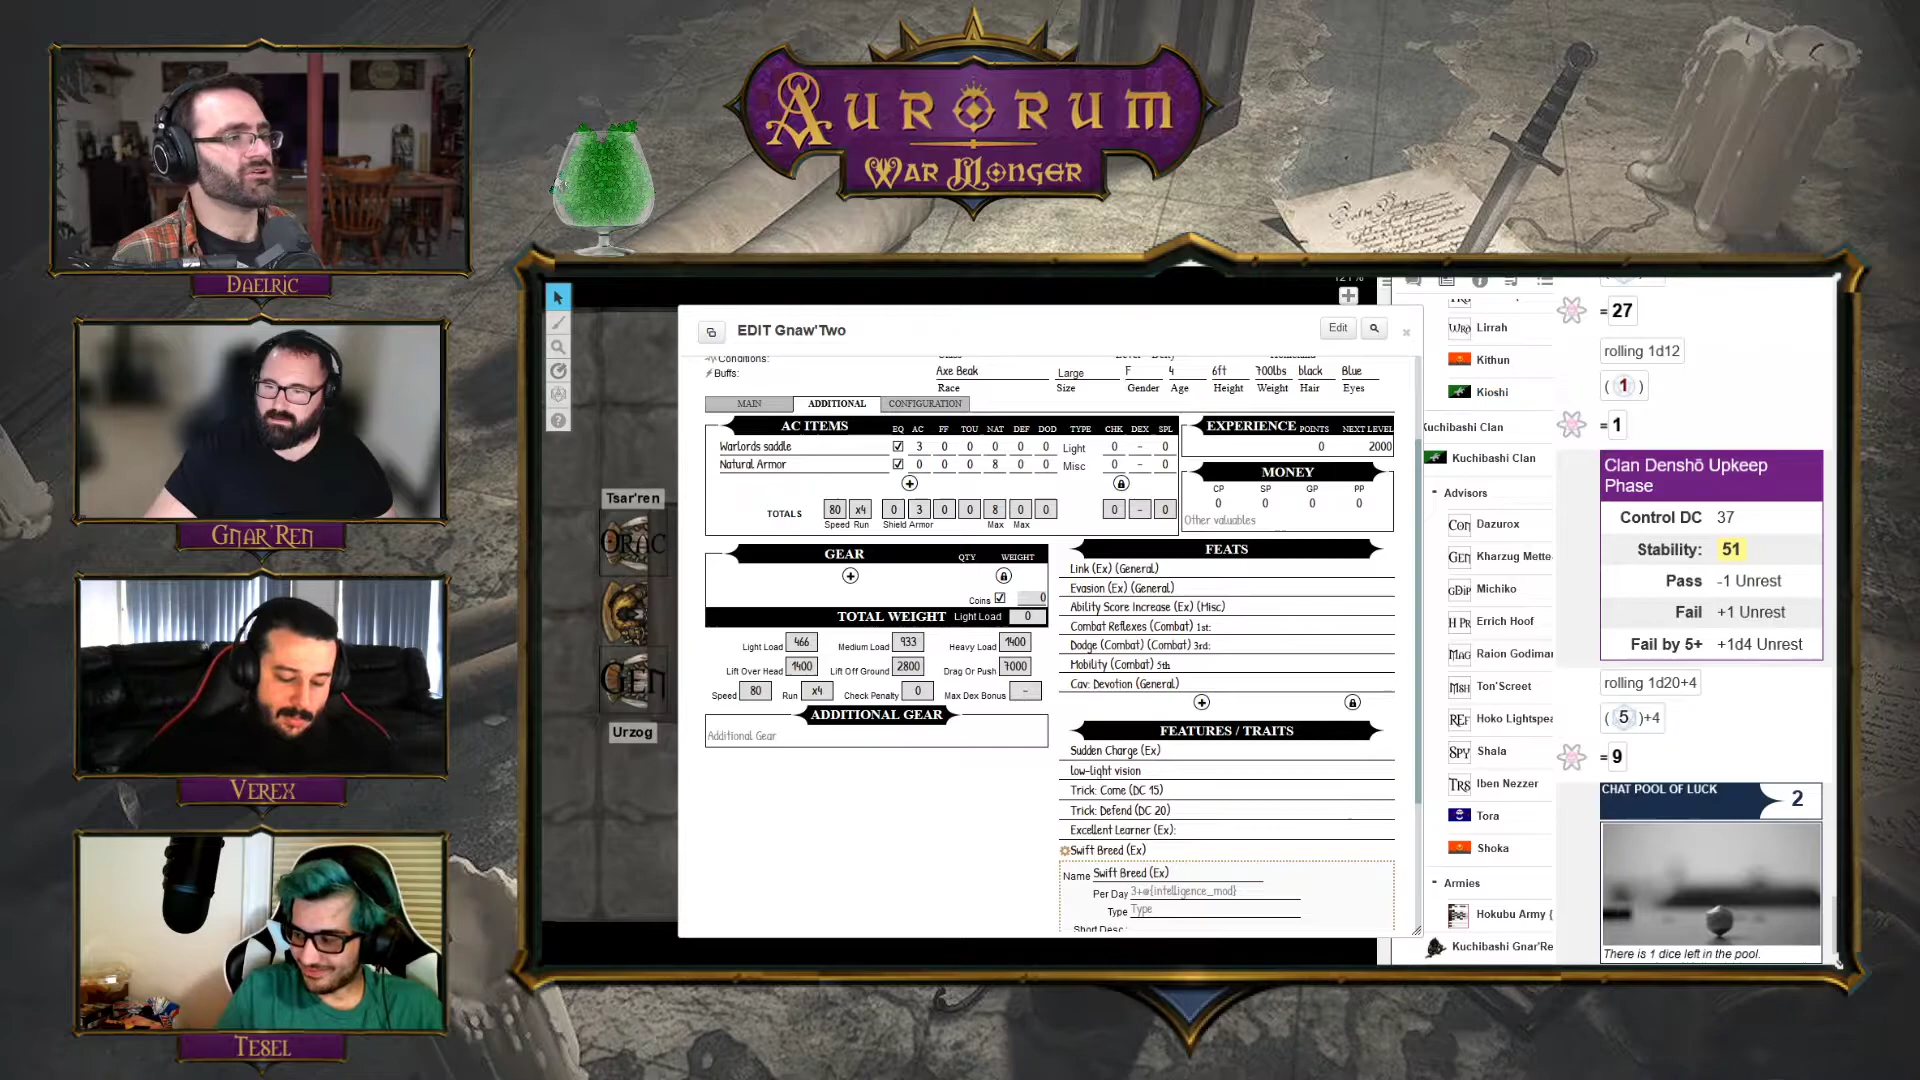 AURORUM
WAR MONGER
DAELRIC
GNAR'REN
VEREX
TESEL
Tsar'ren
ORAC
GEN
Urzog
EDIT Gnaw'Two
Edit
Conditions:
Buffs:
Axe Beak Large F 4 6ft 700lbs black Blue
Race Size Gender Age Height Weight Hair Eyes
MAIN ADDITIONAL CONFIGURATION
AC ITEMS EQ AC FF TOU NAT DEF DOD TYPE CHK DEX SPL
Warlords saddle 3 0 0 0 0 0 Light 0 - 0
Natural Armor 0 0 0 8 0 0 Misc 0 - 0
TOTALS 80 x4 0 3 0 0 8 0 0 0 - 0
Speed Run Shield Armor Max Max
EXPERIENCE POINTS NEXT LEVEL
0 2000
MONEY
CP SP GP PP
0 0 0 0
Other valuables
GEAR QTY WEIGHT
Coins 0
TOTAL WEIGHT Light Load 0
Light Load 466 Medium Load 933 Heavy Load 1400
Lift Over Head 1400 Lift Off Ground 2800 Drag Or Push 7000
Speed 80 Run x4 Check Penalty 0 Max Dex Bonus -
ADDITIONAL GEAR
Additional Gear
FEATS
Link (Ex) (General)
Evasion (Ex) (General)
Ability Score Increase (Ex) (Misc)
Combat Reflexes (Combat) 1st:
Dodge (Combat) (Combat) 3rd:
Mobility (Combat) 5th
Cav: Devotion (General)
FEATURES / TRAITS
Sudden Charge (Ex)
low-light vision
Trick: Come (DC 15)
Trick: Defend (DC 20)
Excellent Learner (Ex):
Swift Breed (Ex)
Name Swift Breed (Ex)
Per Day 3+@{intelligence_mod}
Type Type
Short Desc:
Lirrah
Kithun
Kioshi
Kuchibashi Clan
Kuchibashi Clan
Advisors
Dazurox
Kharzug Mette
Michiko
Errich Hoof
Raion Godimar
Ton'Screet
Hoko Lightspea
Shala
Iben Nezzer
Tora
Shoka
Armies
Hokubu Army (
Kuchibashi Gnar'Re
=27
rolling 1d12
(1)
=1
Clan Denshō Upkeep
Phase
Control DC 37
Stability: 51
Pass -1 Unrest
Fail +1 Unrest
Fail by 5+ +1d4 Unrest
rolling 1d20+4
(5)+4
=9
CHAT POOL OF LUCK 2
There is 1 dice left in the pool.